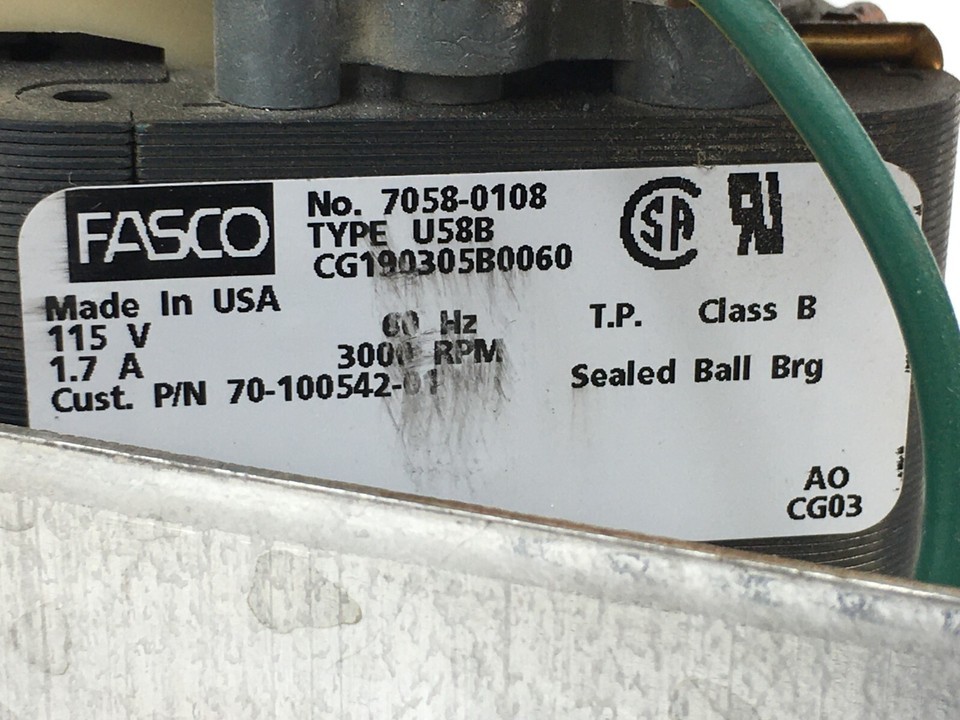 FASCO
No. 7058-0108
TYPE U58B
CG190305B0060
Made In USA
115 V 60 Hz T.P. Class B
1.7 A 3000 RPM Sealed Ball Brg
Cust. P/N 70-100542-01
AO
CG03